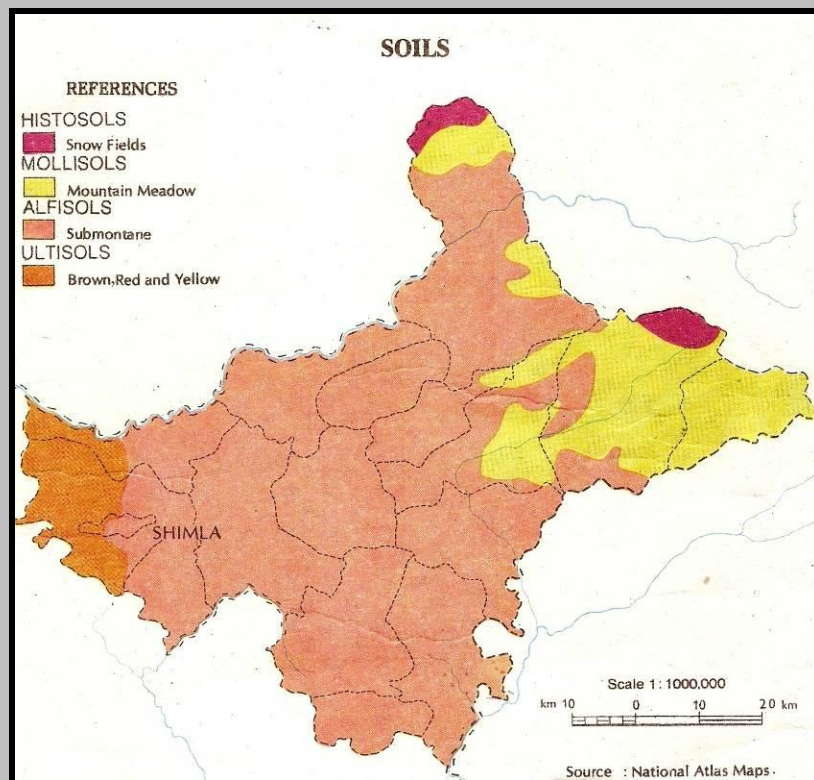 SOILS
REFERENCES
HISTOSOLS
Snow Fields
MOLLISOLS
Mountain Meadow
ALFISOLS
Submontane
ULTISOLS
Brown,Red and Yellow
SHIMLA
Scale 1:1000,000
km 10 0 10 20 km
Source : National Atlas Maps.